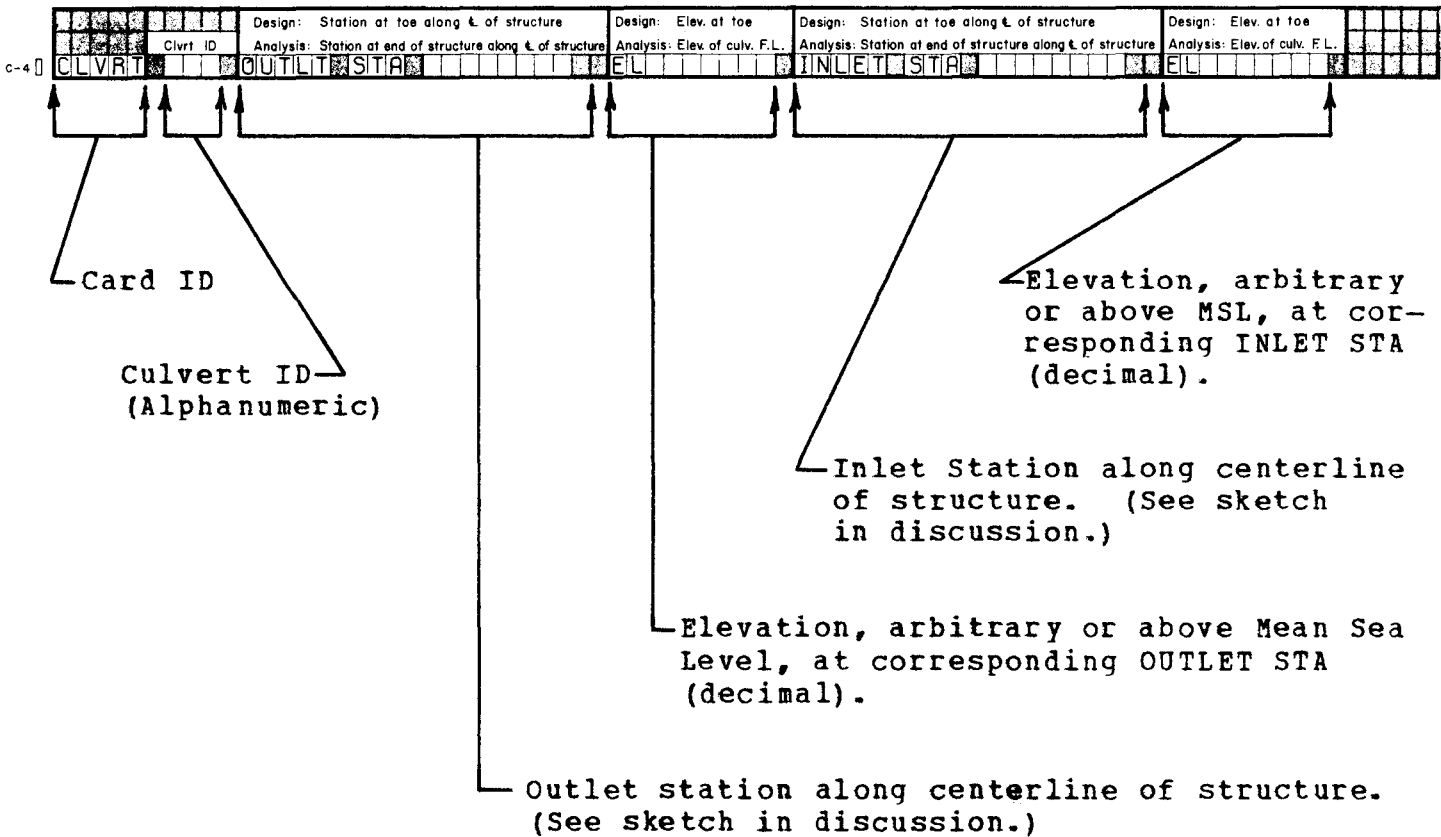 Design: Station at toe along ℄ of structure
Design: Elev. at toe
Design: Station at toe along ℄ of structure
Design: Elev. at toe
Clvrt ID
Analysis: Station at end of structure along ℄ of structure
Analysis: Elev. of culv. F.L.
Analysis: Station at end of structure along ℄ of structure
Analysis: Elev. of culv. F.L.
C-4 CLVRT OUTLT STA EL INLET STA EL
Card ID
Culvert ID
(Alphanumeric)
Elevation, arbitrary
or above MSL, at cor-
responding INLET STA
(decimal).
Inlet Station along centerline
of structure. (See sketch
in discussion.)
Elevation, arbitrary or above Mean Sea
Level, at corresponding OUTLET STA
(decimal).
Outlet station along centerline of structure.
(See sketch in discussion.)